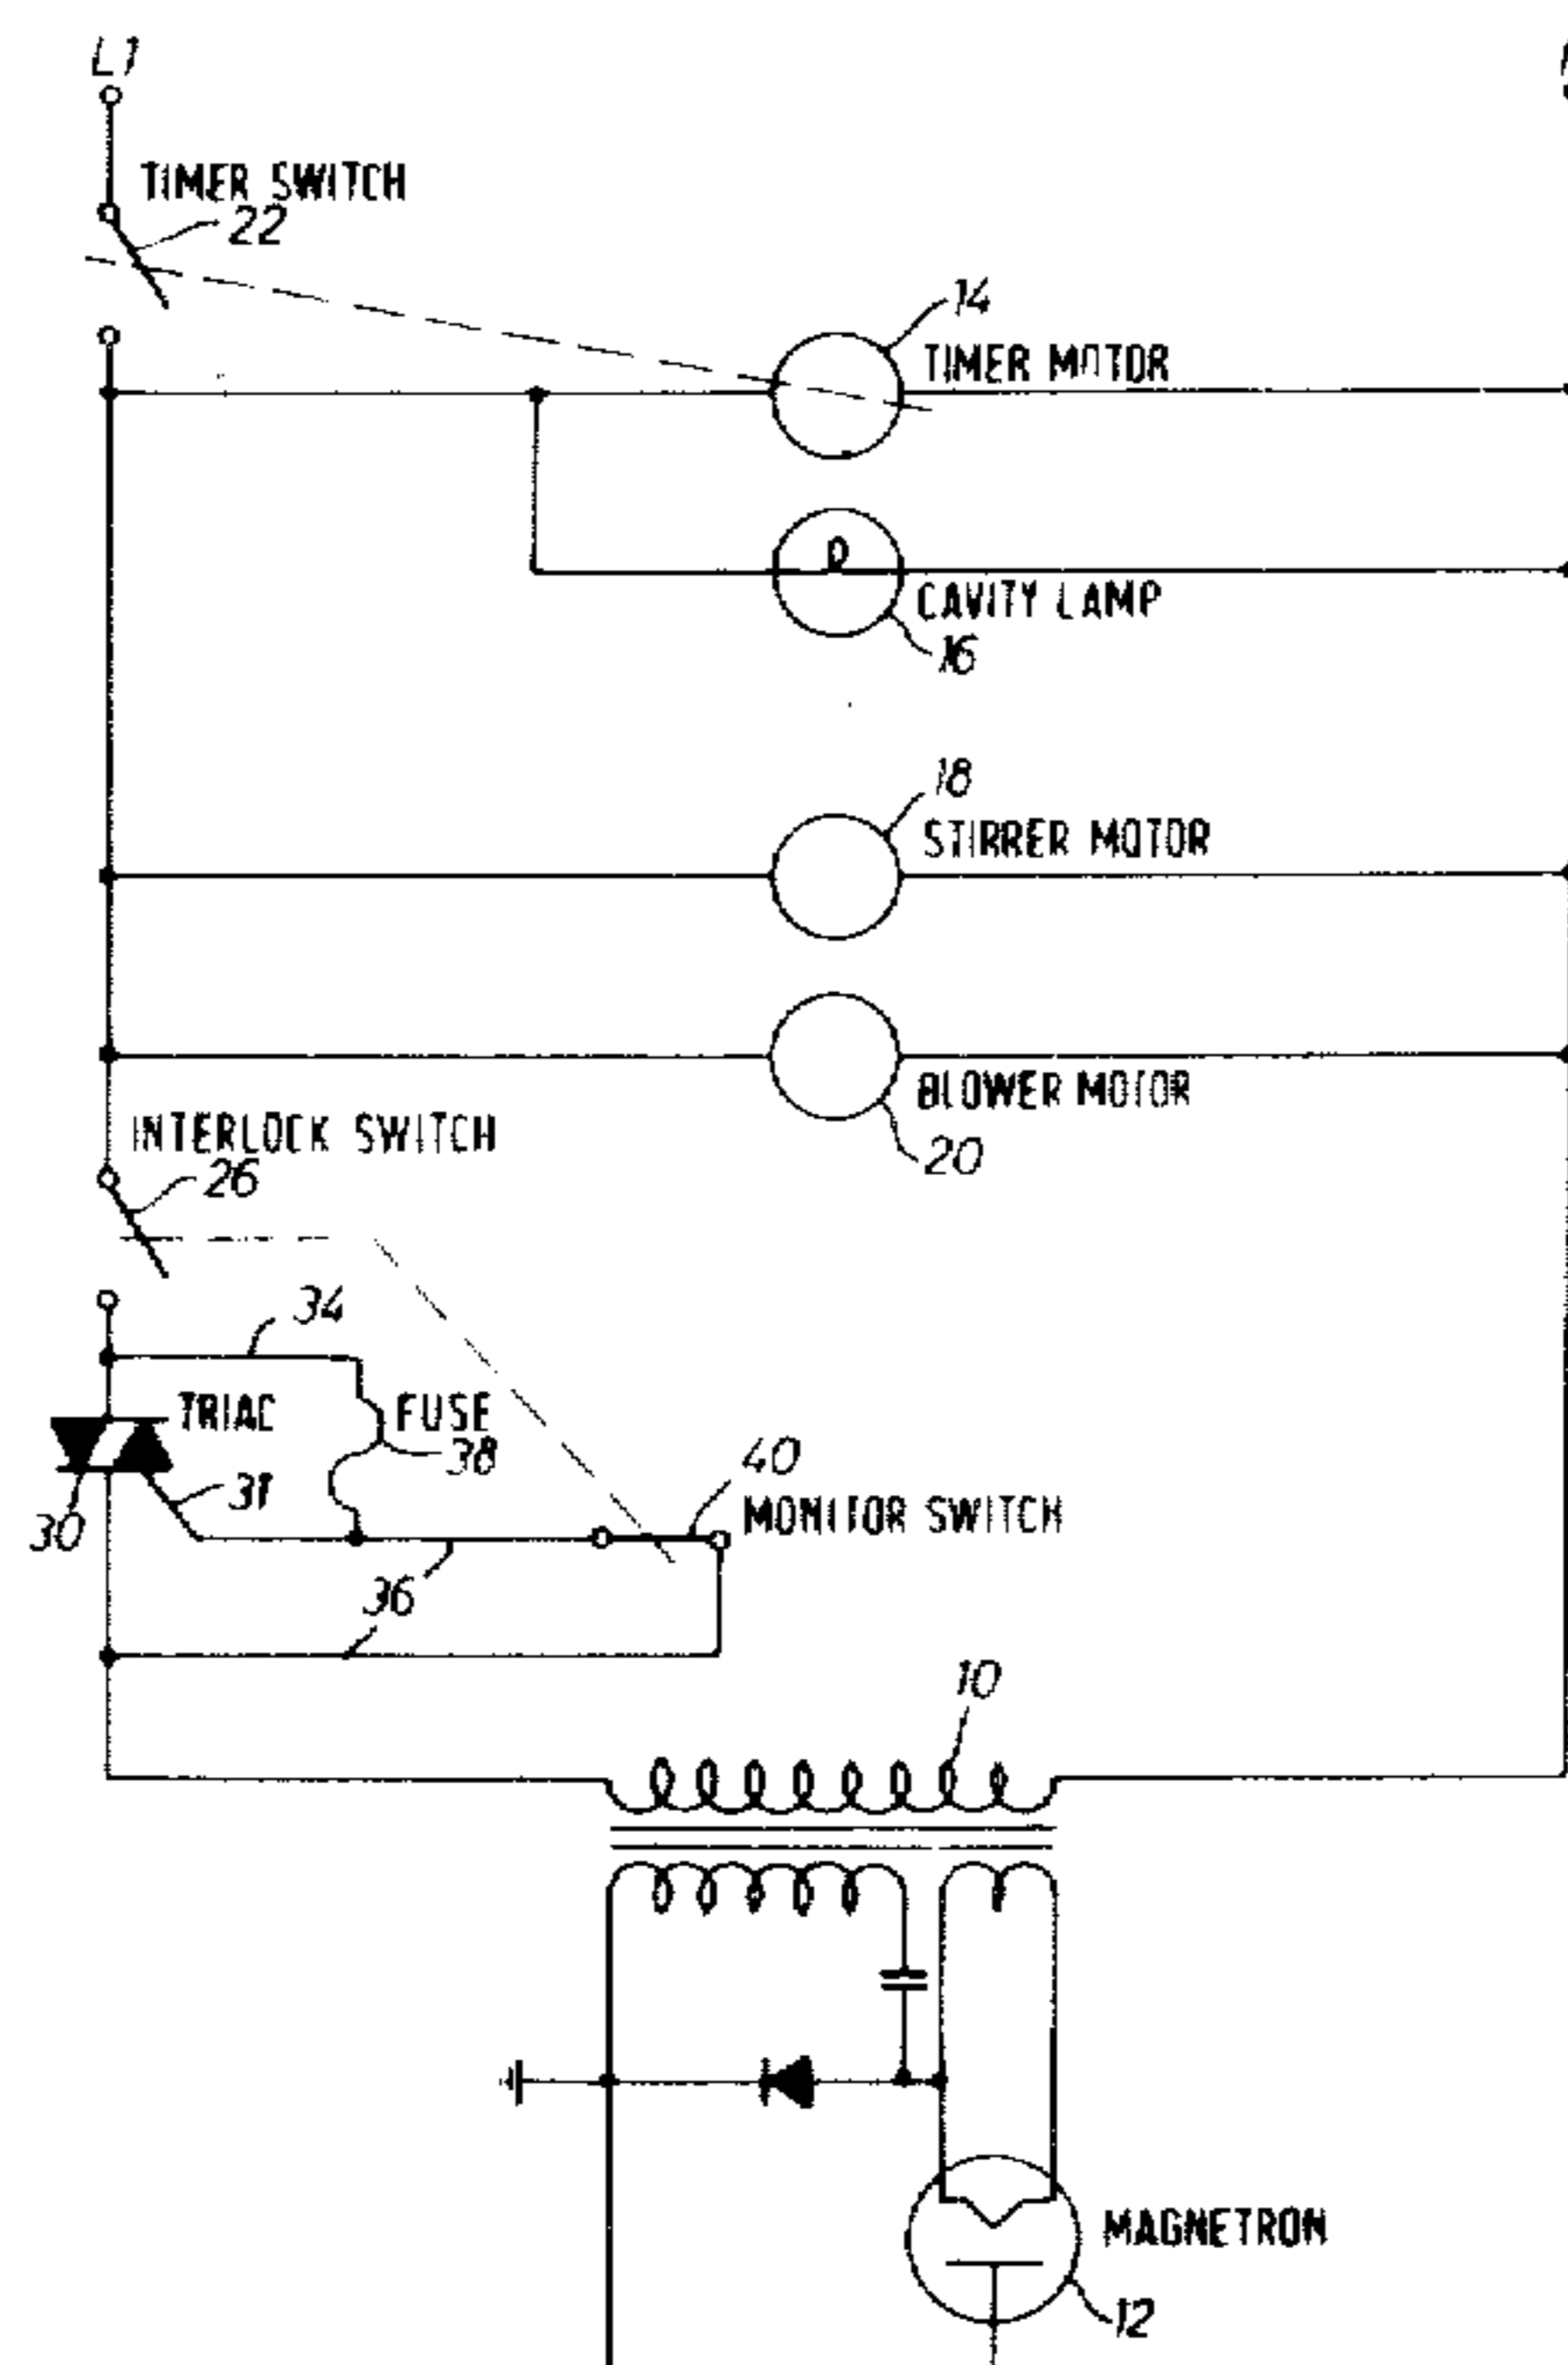 L1
TIMER SWITCH
22
14
TIMER MOTOR
CAVITY LAMP
16
18
STIRRER MOTOR
BLOWER MOTOR
20
INTERLOCK SWITCH
26
34
TRIAC
FUSE
38
31
30
40
MONITOR SWITCH
36
10
MAGNETRON
12